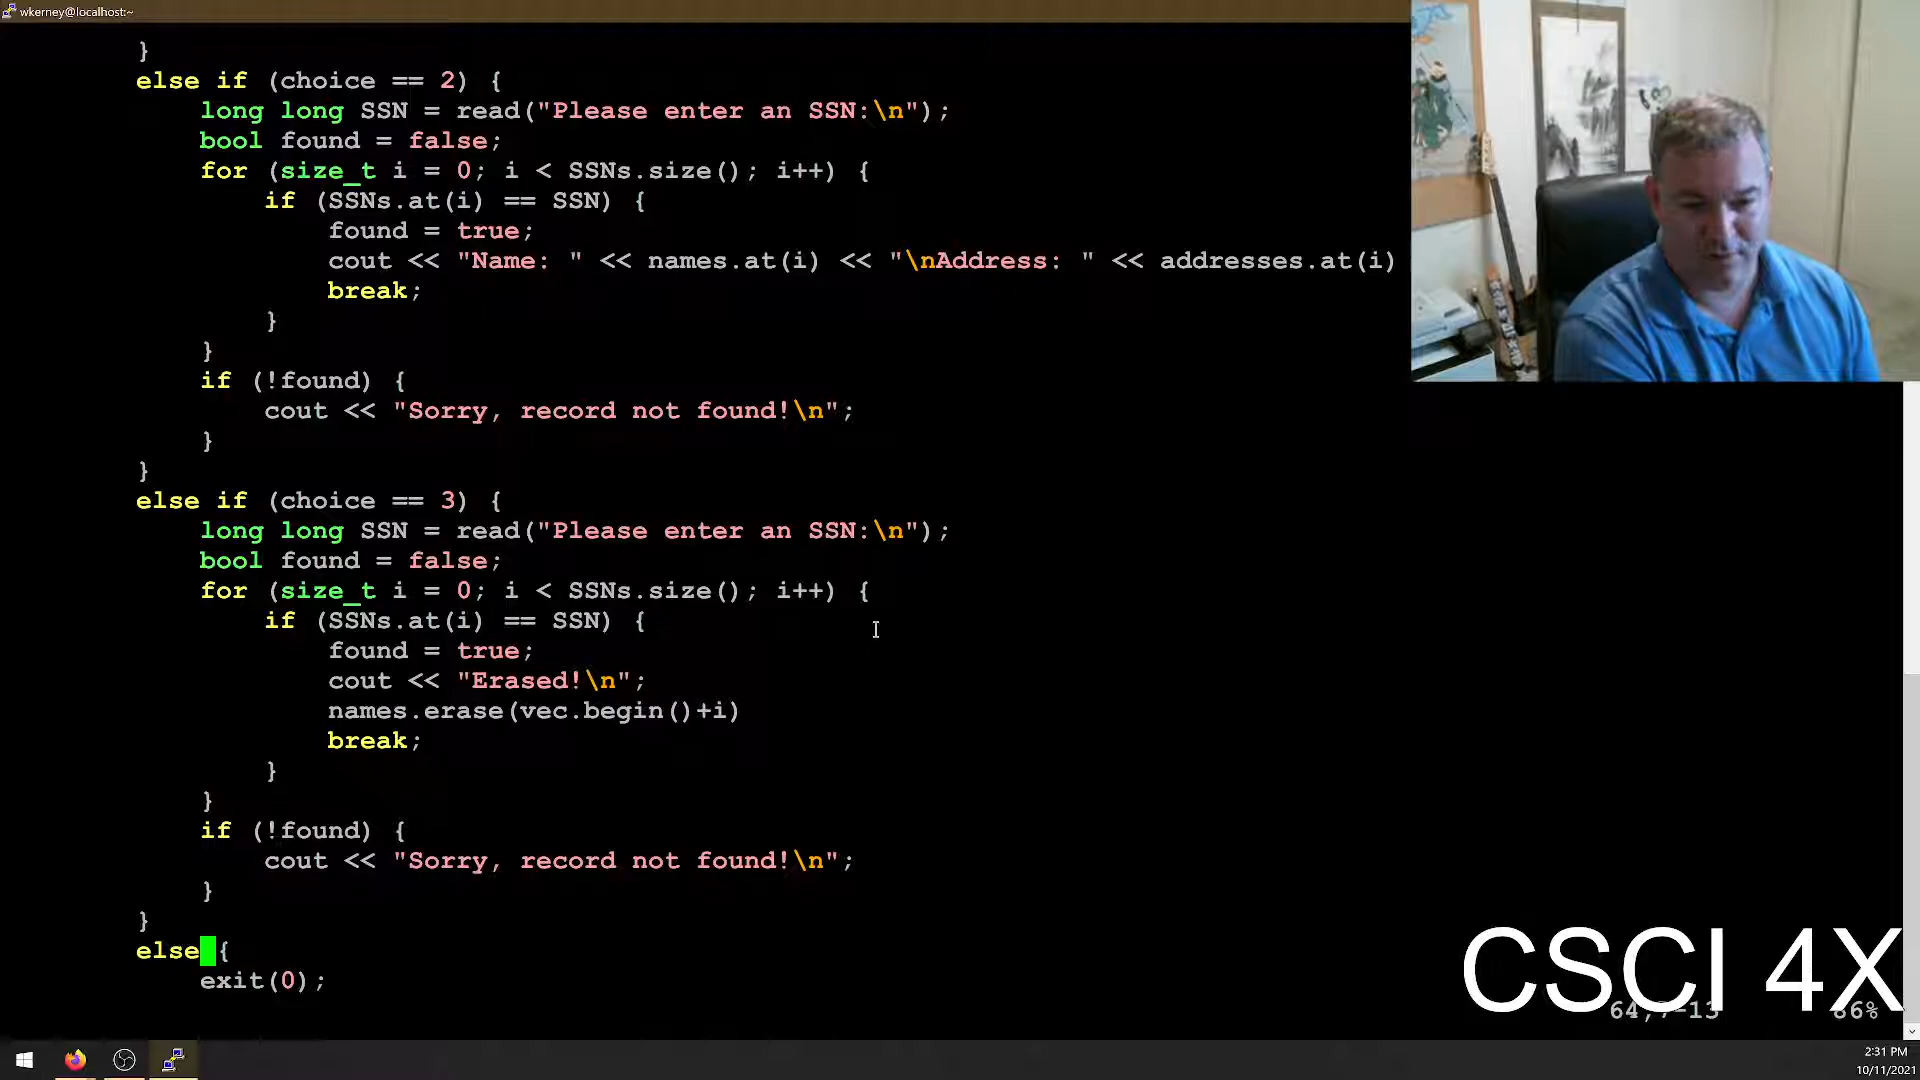 wkerney@localhost:~
}
else if (choice == 2) {
long long SSN = read("Please enter an SSN:\n");
bool found = false;
for (size_t i = 0; i < SSNs.size(); i++) {
if (SSNs.at(i) == SSN) {
found = true;
cout << "Name: " << names.at(i) << "\nAddress: " << addresses.at(i)
break;
}
}
if (!found) {
cout << "Sorry, record not found!\n";
}
}
else if (choice == 3) {
long long SSN = read("Please enter an SSN:\n");
bool found = false;
for (size_t i = 0; i < SSNs.size(); i++) {
if (SSNs.at(i) == SSN) {
found = true;
cout << "Erased!\n";
names.erase(vec.begin()+i)
break;
}
}
if (!found) {
cout << "Sorry, record not found!\n";
}
}
else {
exit(0);
CSCI 4X
64,7-13 86%
2:31 PM
10/11/2021